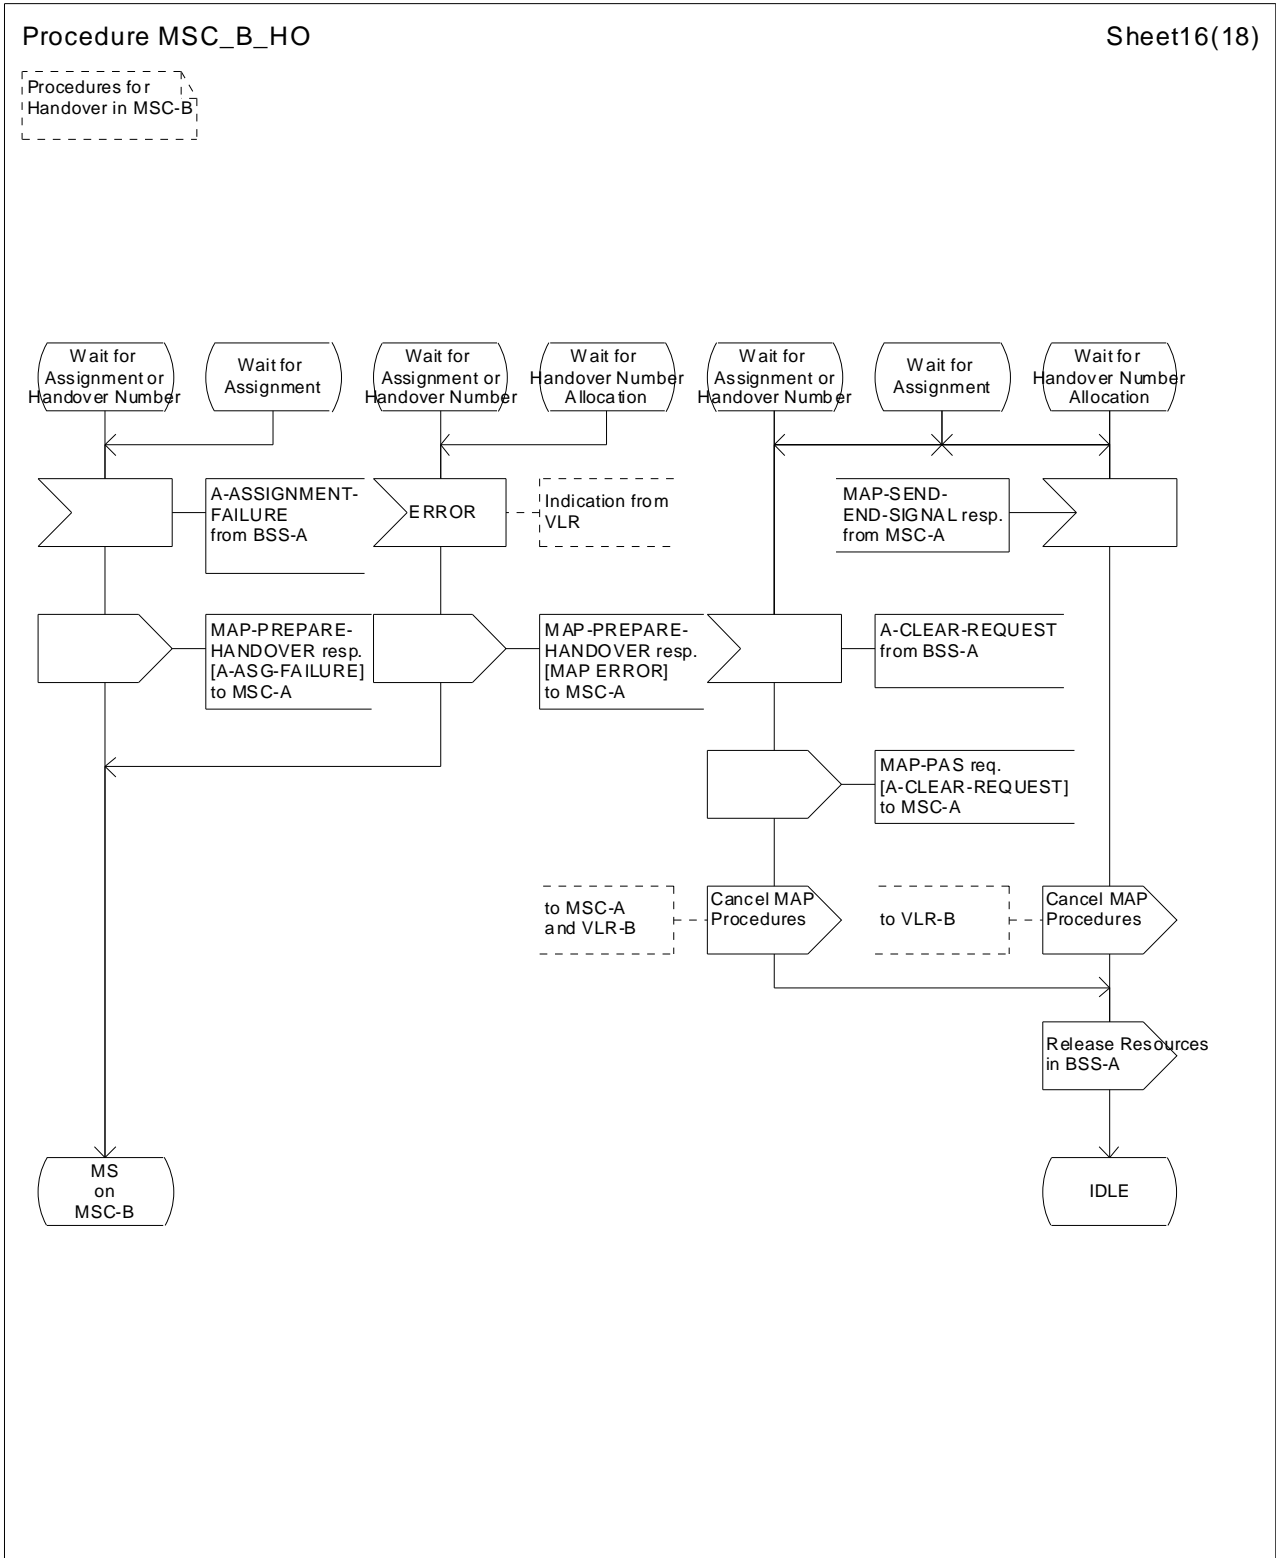 Procedure MSC_B_HO
Sheet16(18)
Procedures for
Handover in MSC-B
Wait for
Assignment or
Handover Number
Wait for
Assignment
Wait for
Assignment or
Handover Number
Wait for
Handover Number
Allocation
Wait for
Assignment or
Handover Number
Wait for
Assignment
Wait for
Handover Number
Allocation
A-ASSIGNMENT-
FAILURE
from BSS-A
ERROR
Indication from
VLR
MAP-SEND-
END-SIGNAL resp.
from MSC-A
MAP-PREPARE-
HANDOVER resp.
[A-ASG-FAILURE]
to MSC-A
MAP-PREPARE-
HANDOVER resp.
[MAP ERROR]
to MSC-A
A-CLEAR-REQUEST
from BSS-A
MAP-PAS req.
[A-CLEAR-REQUEST]
to MSC-A
to MSC-A
and VLR-B
Cancel MAP
Procedures
to VLR-B
Cancel MAP
Procedures
Release Resources
in BSS-A
MS
on
MSC-B
IDLE